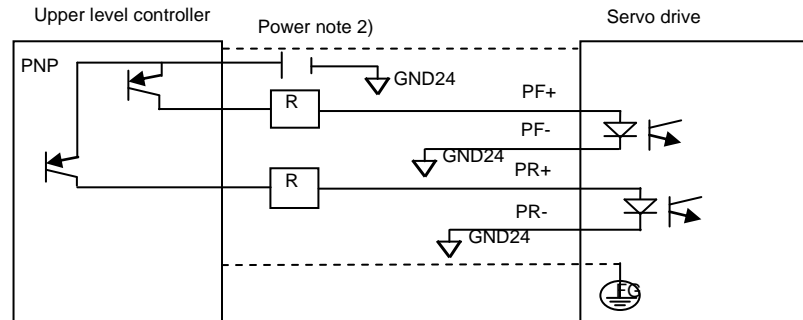 Upper level controller
Power note 2)
Servo drive
PNP
GND24
R
PF+
PF-
GND24
R
PR+
PR-
GND24
FG